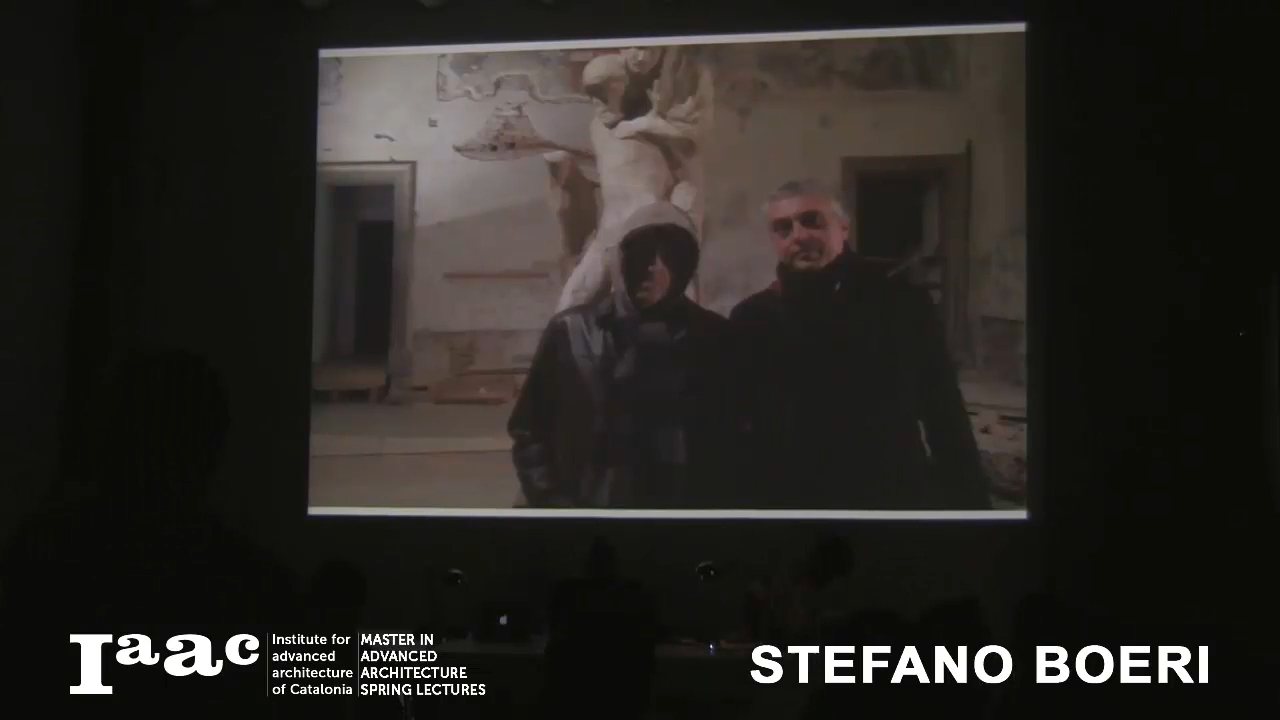 Iaac
Institute for
advanced
architecture
of Catalonia
MASTER IN
ADVANCED
ARCHITECTURE
SPRING LECTURES
STEFANO BOERI